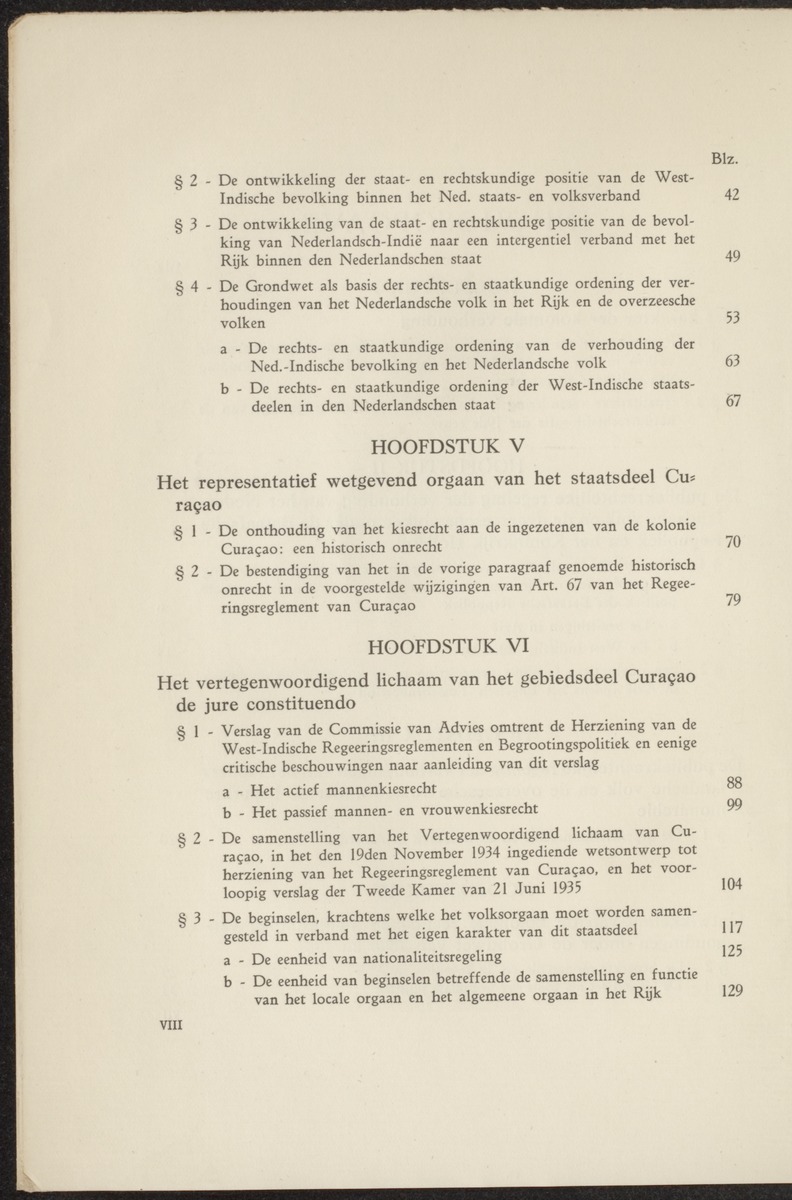 Blz.
§ 2 - De ontwikkeling der staat- en rechtskundige positie van de West-
Indische bevolking binnen het Ned. staats- en volksverband 42
§ 3 - De ontwikkeling van de staat- en rechtskundige positie van de bevol-
king van Nederlandsch-Indië naar een intergentiel verband met het
Rijk binnen den Nederlandschen staat 49
§ 4 - De Grondwet als basis der rechts- en staatkundige ordening der ver-
houdingen van het Nederlandsche volk in het Rijk en de overzeesche
volken 53
a - De rechts- en staatkundige ordening van de verhouding der
Ned.-Indische bevolking en het Nederlandsche volk 63
b - De rechts- en staatkundige ordening der West-Indische staats-
deelen in den Nederlandschen staat 67
HOOFDSTUK V
Het representatief wetgevend orgaan van het staatsdeel Cu-
raçao
§ 1 - De onthouding van het kiesrecht aan de ingezetenen van de kolonie
Curaçao: een historisch onrecht 70
§ 2 - De bestendiging van het in de vorige paragraaf genoemde historisch
onrecht in de voorgestelde wijzigingen van Art. 67 van het Regee-
ringsreglement van Curaçao 79
HOOFDSTUK VI
Het vertegenwoordigend lichaam van het gebiedsdeel Curaçao
de jure constituendo
§ 1 - Verslag van de Commissie van Advies omtrent de Herziening van de
West-Indische Regeeringsreglementen en Begrootingspolitiek en eenige
critische beschouwingen naar aanleiding van dit verslag
a - Het actief mannenkiesrecht 88
b - Het passief mannen- en vrouwenkiesrecht 99
§ 2 - De samenstelling van het Vertegenwoordigend lichaam van Cu-
raçao, in het den 19den November 1934 ingediende wetsontwerp tot
herziening van het Regeeringsreglement van Curaçao, en het voor-
loopig verslag der Tweede Kamer van 21 Juni 1935 104
§ 3 - De beginselen, krachtens welke het volksorgaan moet worden samen-
gesteld in verband met het eigen karakter van dit staatsdeel 117
a - De eenheid van nationaliteitsregeling 125
b - De eenheid van beginselen betreffende de samenstelling en functie
van het locale orgaan en het algemeene orgaan in het Rijk 129
VIII